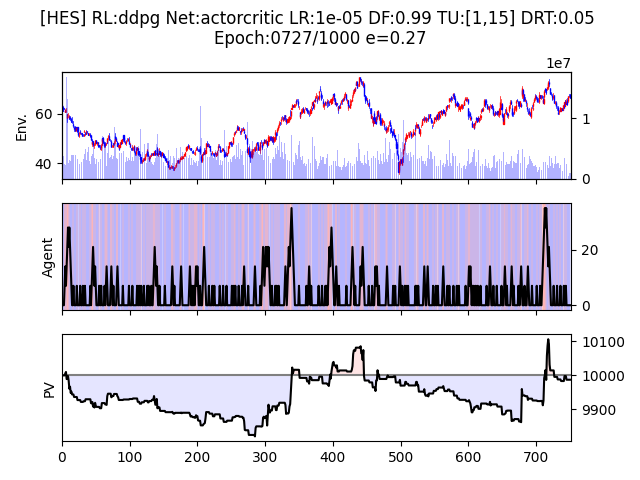 [HES] RL:ddpg Net:actorcritic LR:1e-05 DF:0.99 TU:[1,15] DRT:0.05
Epoch:0727/1000 e=0.27
1e7
Env.
60
40
1
0
Agent
20
0
PV
10100
10000
9900
0 100 200 300 400 500 600 700